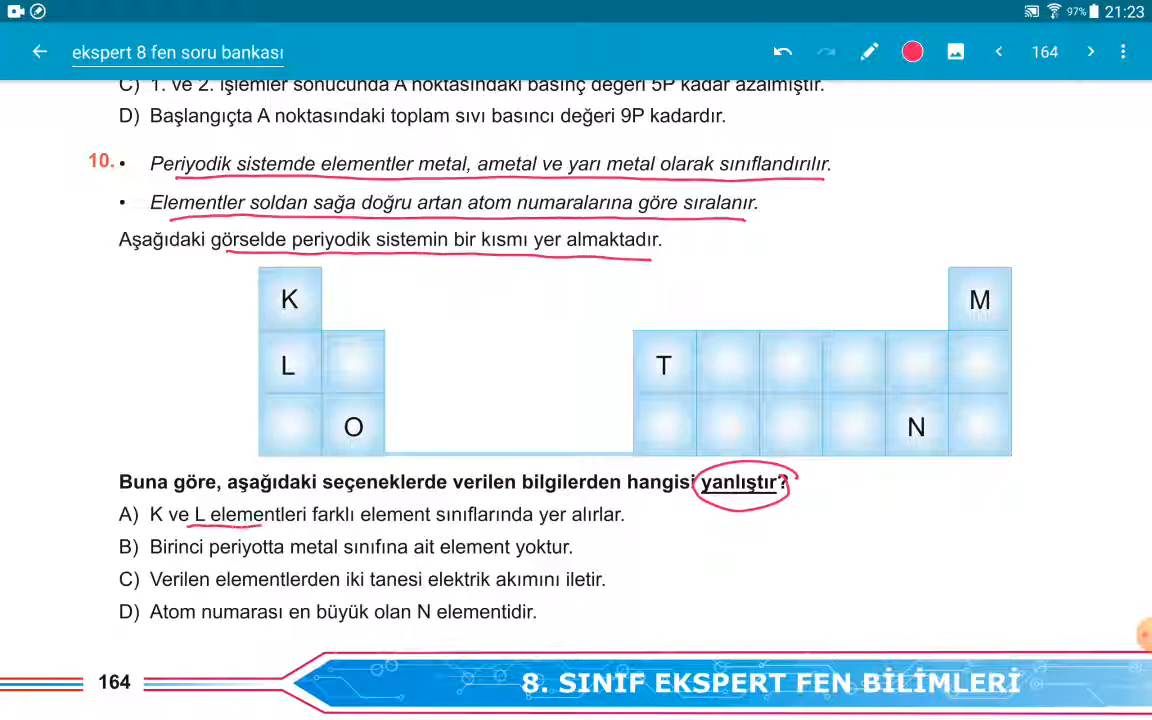 97% 21:23
ekspert 8 fen soru bankası 164
C) 1. ve 2. işlemler sonucunda A noktasındaki basınç değeri 5P kadar azalmıştır.
D) Başlangıçta A noktasındaki toplam sıvı basıncı değeri 9P kadardır.
10. • Periyodik sistemde elementler metal, ametal ve yarı metal olarak sınıflandırılır.
• Elementler soldan sağa doğru artan atom numaralarına göre sıralanır.
Aşağıdaki görselde periyodik sistemin bir kısmı yer almaktadır.
K M
L T
O N
Buna göre, aşağıdaki seçeneklerde verilen bilgilerden hangisi yanlıştır?
A) K ve L elementleri farklı element sınıflarında yer alırlar.
B) Birinci periyotta metal sınıfına ait element yoktur.
C) Verilen elementlerden iki tanesi elektrik akımını iletir.
D) Atom numarası en büyük olan N elementidir.
164 8. SINIF EKSPERT FEN BİLİMLERİ